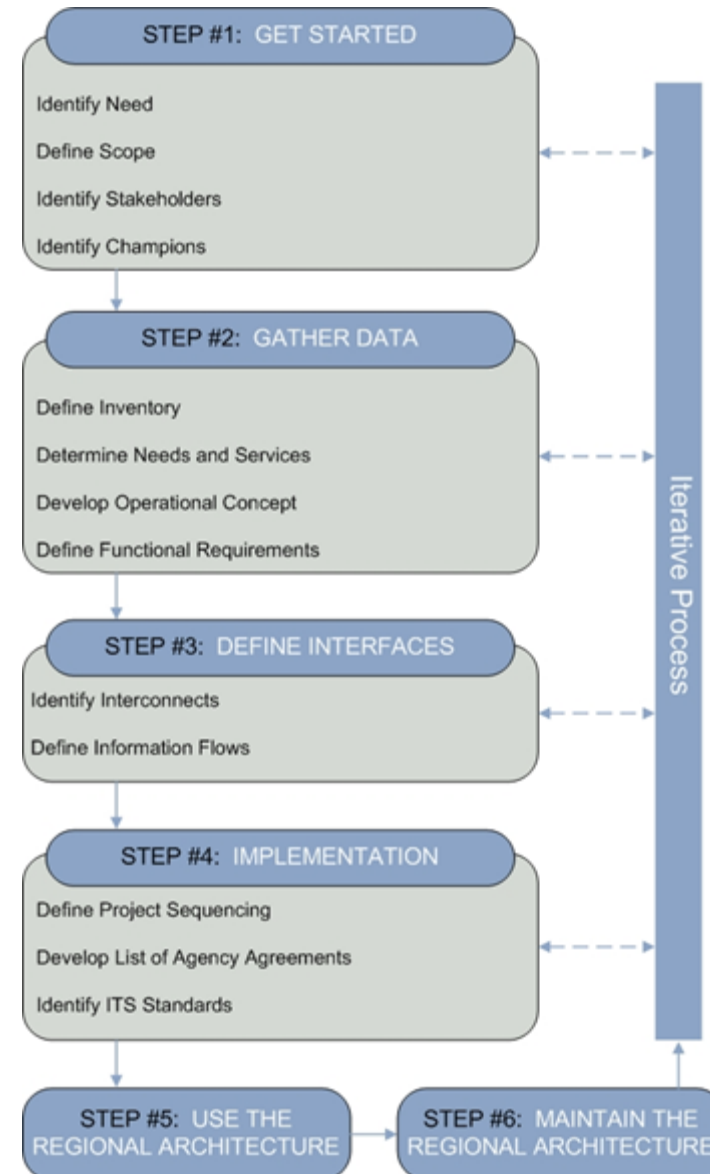 STEP #1: GET STARTED
Identify Need
Define Scope
Identify Stakeholders
Identify Champions
STEP #2: GATHER DATA
Define Inventory
Determine Needs and Services
Develop Operational Concept
Define Functional Requirements
STEP #3: DEFINE INTERFACES
Identify Interconnects
Define Information Flows
STEP #4: IMPLEMENTATION
Define Project Sequencing
Develop List of Agency Agreements
Identify ITS Standards
STEP #5: USE THE
REGIONAL ARCHITECTURE
STEP #6: MAINTAIN THE
REGIONAL ARCHITECTURE
Iterative Process